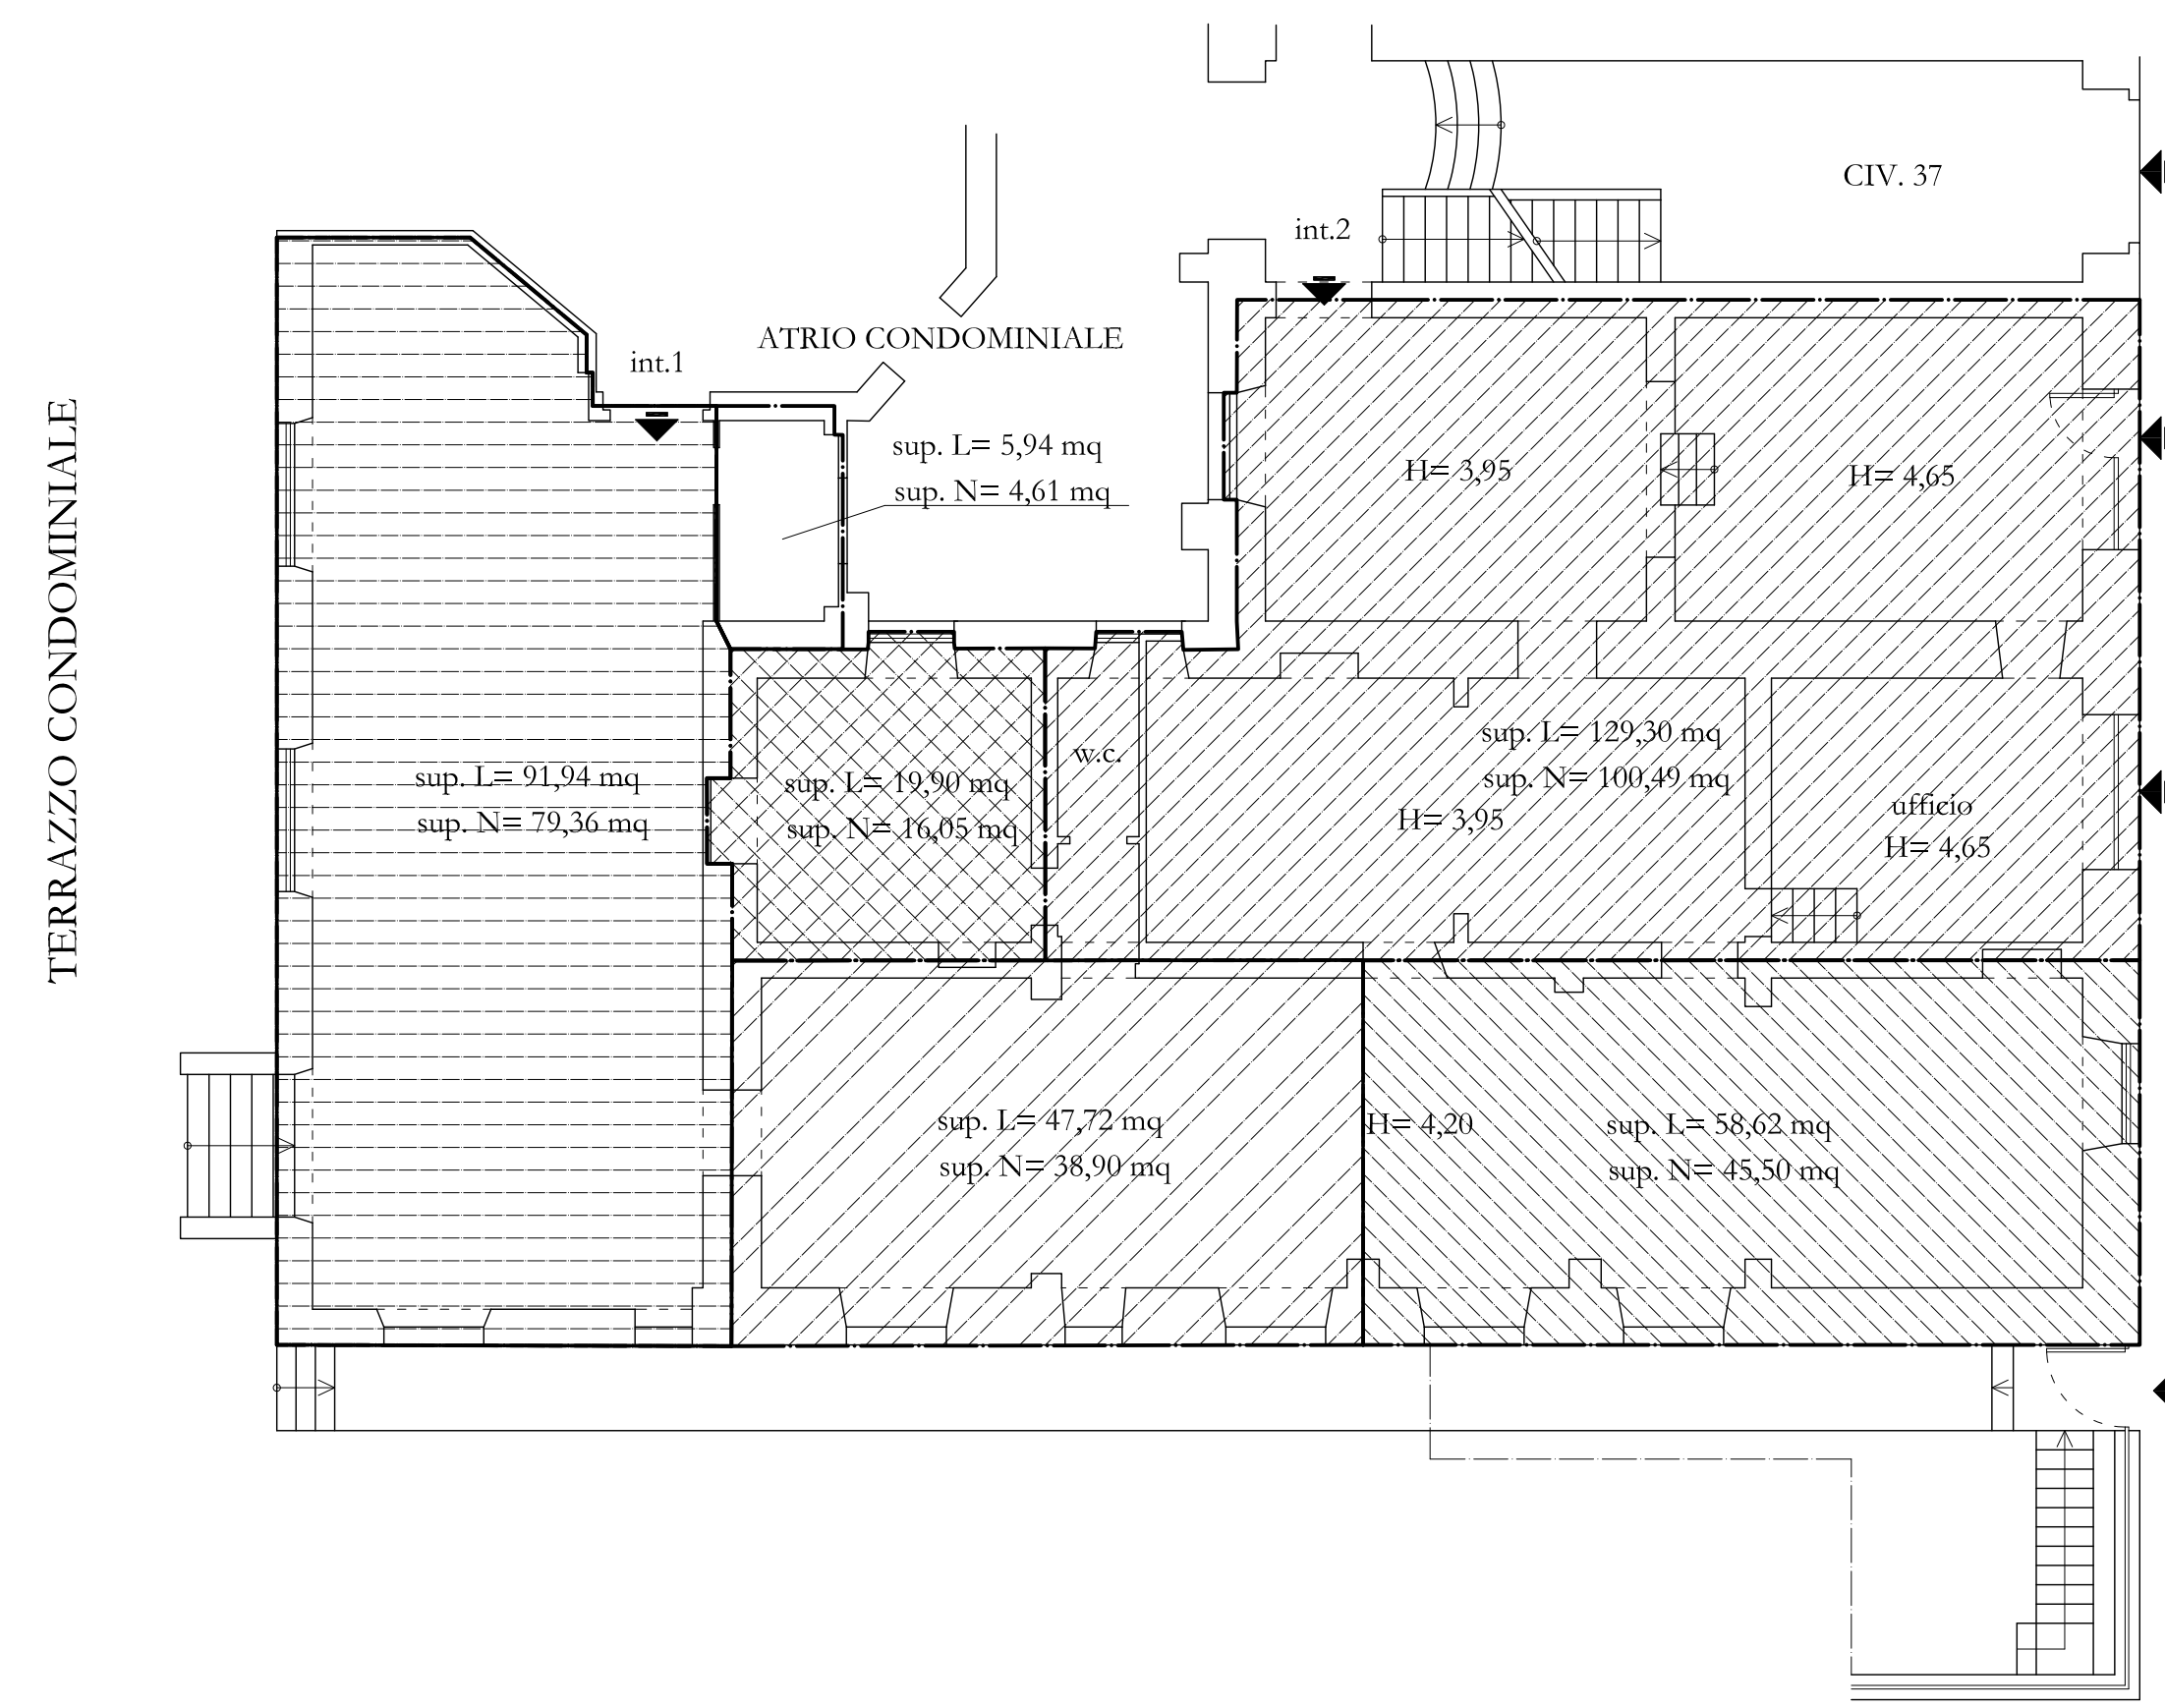 CIV. 37
int.2
ATRIO CONDOMINIALE
int.1
sup. L= 5,94 mq
sup. N= 4,61 mq
H= 3,95
H= 4,65
TERRAZZO CONDOMINIALE
sup. L= 129,30 mq
sup. N= 100,49 mq
w.c.
sup. L= 91,94 mq
sup. N= 79,36 mq
sup. L= 19,90 mq
sup. N= 16,05 mq
H= 3,95
ufficio
H= 4,65
sup. L= 47,72 mq
sup. N= 38,90 mq
H= 4,20
sup. L= 58,62 mq
sup. N= 45,50 mq